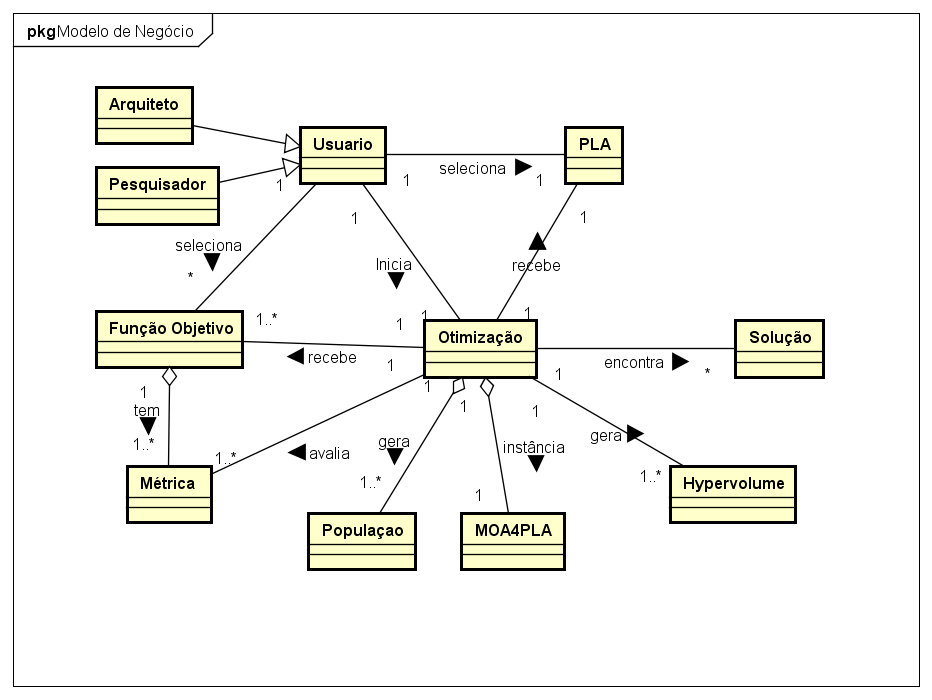 pkg Modelo de Negócio
Arquiteto
Usuario
PLA
seleciona
1
1
Pesquisador
1
1
1
seleciona
*
Inicia
recebe
Função Objetivo
1..*
1
1
1
Otimização
Solução
recebe
1
encontra
*
1
tem
1..*
1
1
1
1
gera
instância
gera
1..*
avalia
1..*
1..*
1
Métrica
Hypervolume
Populaçao
MOA4PLA